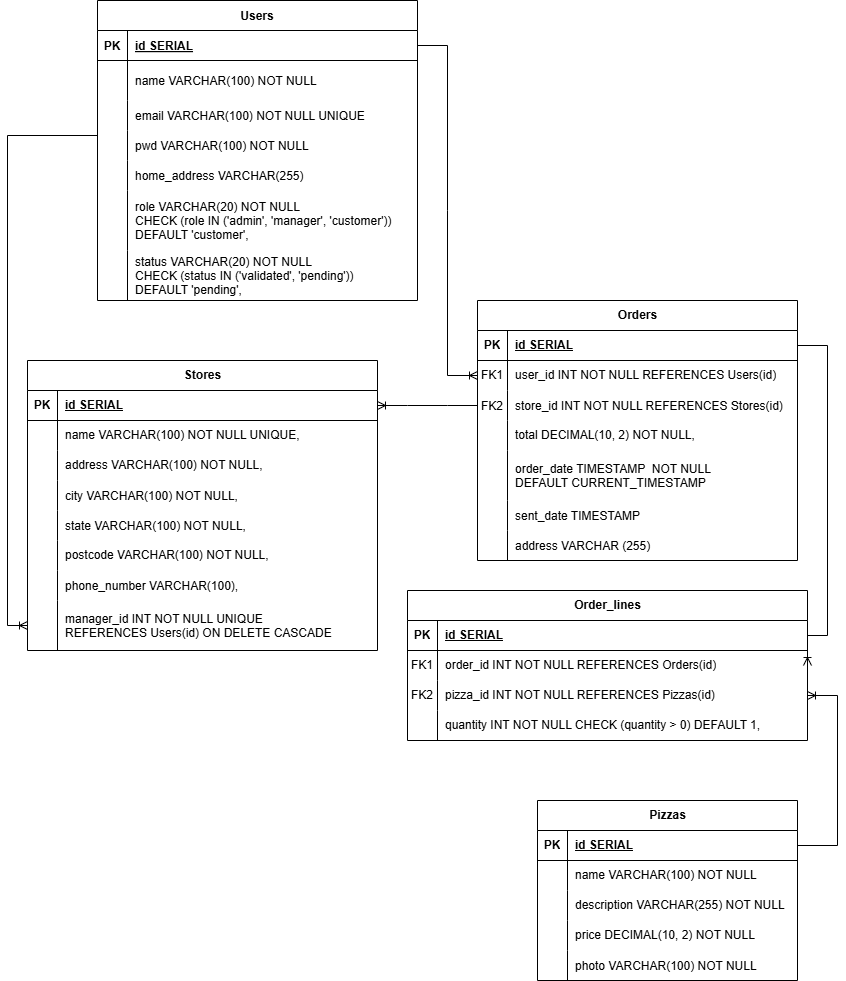 Users
PK id SERIAL
name VARCHAR(100) NOT NULL
email VARCHAR(100) NOT NULL UNIQUE
pwd VARCHAR(100) NOT NULL
home_address VARCHAR(255)
role VARCHAR(20) NOT NULL
CHECK (role IN ('admin', 'manager', 'customer'))
DEFAULT 'customer',
status VARCHAR(20) NOT NULL
CHECK (status IN ('validated', 'pending'))
DEFAULT 'pending',
Orders
PK id SERIAL
FK1 user_id INT NOT NULL REFERENCES Users(id)
FK2 store_id INT NOT NULL REFERENCES Stores(id)
total DECIMAL(10, 2) NOT NULL,
order_date TIMESTAMP  NOT NULL
DEFAULT CURRENT_TIMESTAMP
sent_date TIMESTAMP
address VARCHAR (255)
Stores
PK id SERIAL
name VARCHAR(100) NOT NULL UNIQUE,
address VARCHAR(100) NOT NULL,
city VARCHAR(100) NOT NULL,
state VARCHAR(100) NOT NULL,
postcode VARCHAR(100) NOT NULL,
phone_number VARCHAR(100),
manager_id INT NOT NULL UNIQUE
REFERENCES Users(id) ON DELETE CASCADE
Order_lines
PK id SERIAL
FK1 order_id INT NOT NULL REFERENCES Orders(id)
FK2 pizza_id INT NOT NULL REFERENCES Pizzas(id)
quantity INT NOT NULL CHECK (quantity > 0) DEFAULT 1,
Pizzas
PK id SERIAL
name VARCHAR(100) NOT NULL
description VARCHAR(255) NOT NULL
price DECIMAL(10, 2) NOT NULL
photo VARCHAR(100) NOT NULL